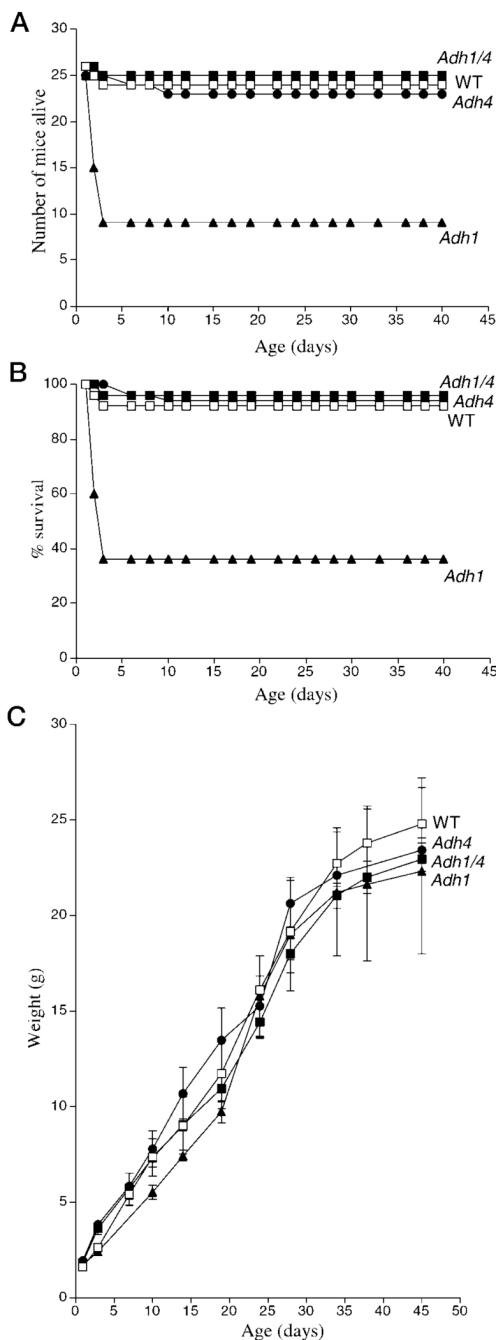 A
Number of mice alive
30
25
20
15
10
5
0
Adh1/4
WT
Adh4
Adh1
0 5 10 15 20 25 30 35 40 45
Age (days)
B
% survival
100
80
60
40
20
0
Adh1/4
Adh4
WT
Adh1
0 5 10 15 20 25 30 35 40 45
Age (days)
C
Weight (g)
30
25
20
15
10
5
0
WT
Adh4
Adh1/4
Adh1
0 5 10 15 20 25 30 35 40 45 50
Age (days)